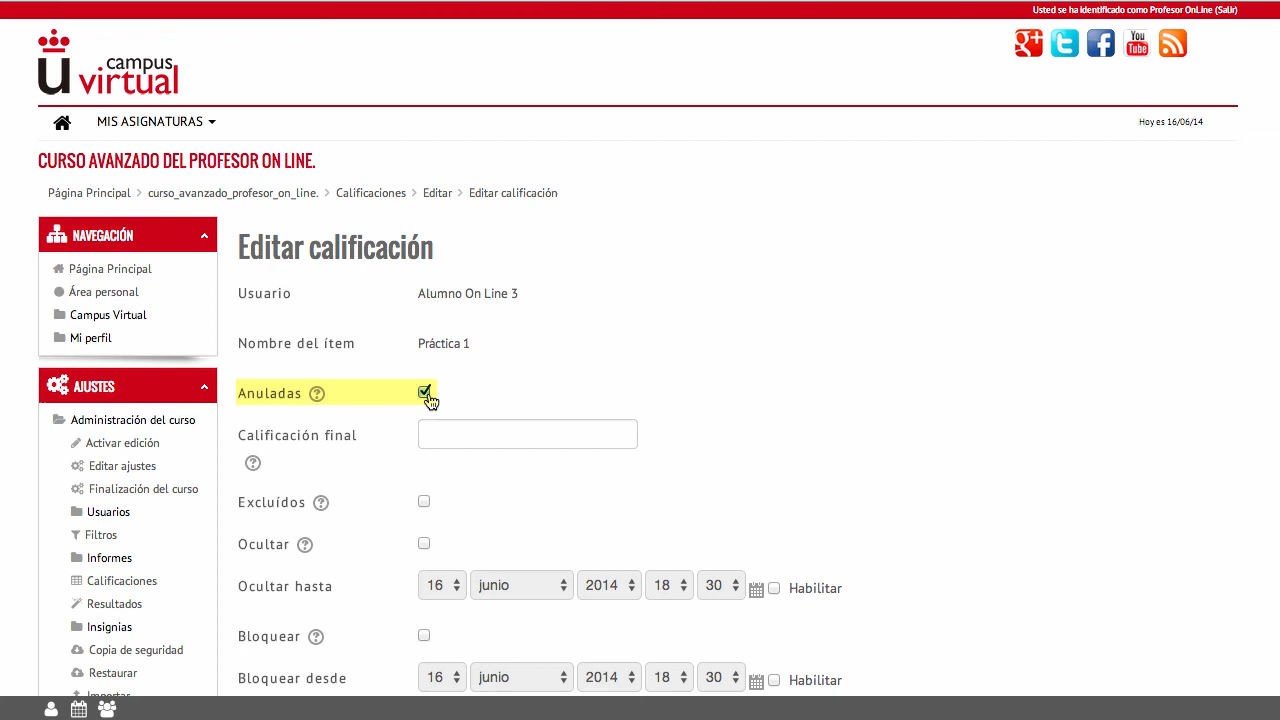 Usted se ha identificado como Profesor OnLine (Salir)
campus
u virtual
You
Tube
MIS ASIGNATURAS
Hoy es 16/06/14
CURSO AVANZADO DEL PROFESOR ON LINE.
Página Principal > curso_avanzado_profesor_on_line. > Calificaciones > Editar > Editar calificación
NAVEGACIÓN
Página Principal
Área personal
Campus Virtual
Mi perfil
AJUSTES
Administración del curso
Activar edición
Editar ajustes
Finalización del curso
Usuarios
Filtros
Informes
Calificaciones
Resultados
Insignias
Copia de seguridad
Restaurar
Importar
Editar calificación
Usuario Alumno On Line 3
Nombre del ítem Práctica 1
Anuladas ?
Calificación final
?
Excluídos ?
Ocultar ?
Ocultar hasta 16 junio 2014 18 30 Habilitar
Bloquear ?
Bloquear desde 16 junio 2014 18 30 Habilitar